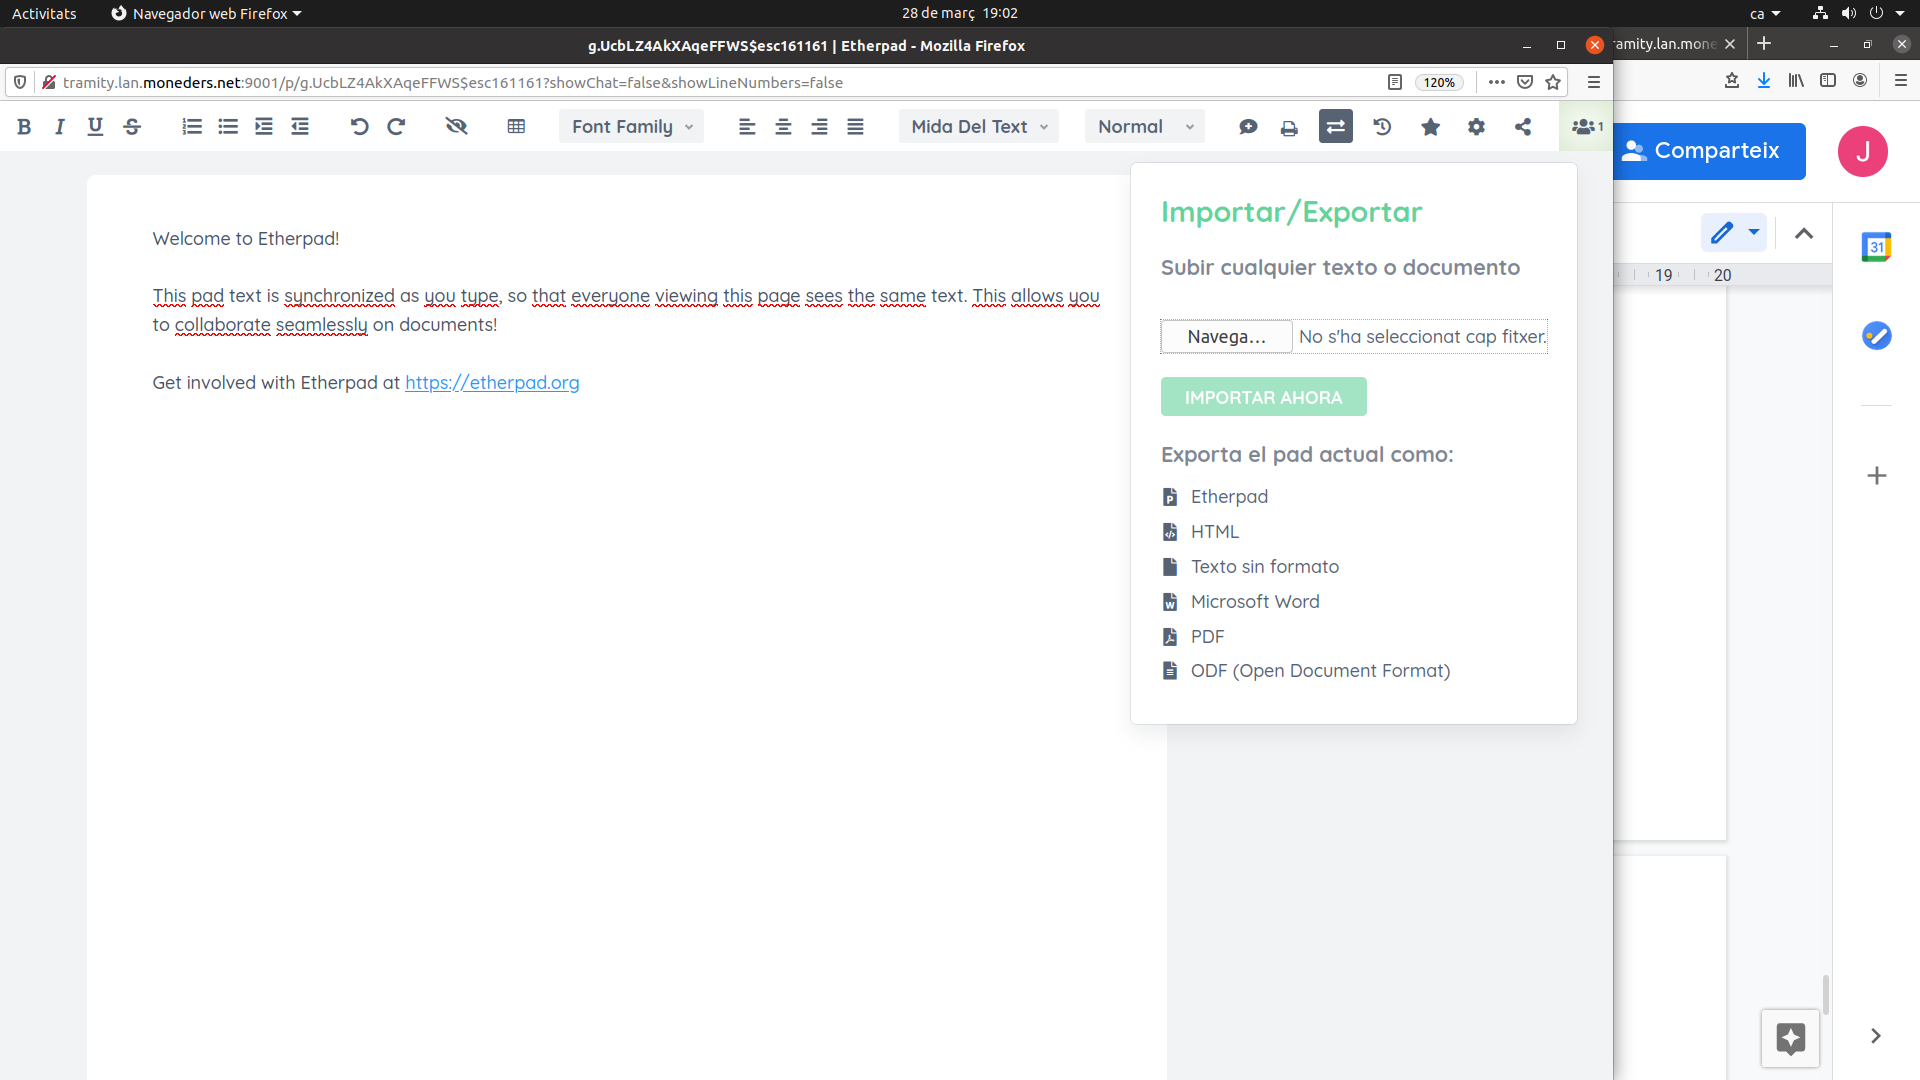 Activitats
Navegador web Firefox
28 de març 19:02
ca
g.UcbLZ4AkXAqeFFWS$esc161161 | Etherpad - Mozilla Firefox
ramity.lan.mone
tramity.lan.moneders.net:9001/p/g.UcbLZ4AkXAqeFFWS$esc161161?showChat=false&showLineNumbers=false
120%
B I U S
Font Family
Mida Del Text
Normal
1
Comparteix
J
31
19
20
Welcome to Etherpad!
This pad text is synchronized as you type, so that everyone viewing this page sees the same text. This allows you
to collaborate seamlessly on documents!
Get involved with Etherpad at https://etherpad.org
Importar/Exportar
Subir cualquier texto o documento
Navega...
No s'ha seleccionat cap fitxer.
IMPORTAR AHORA
Exporta el pad actual como:
Etherpad
HTML
Texto sin formato
Microsoft Word
PDF
ODF (Open Document Format)